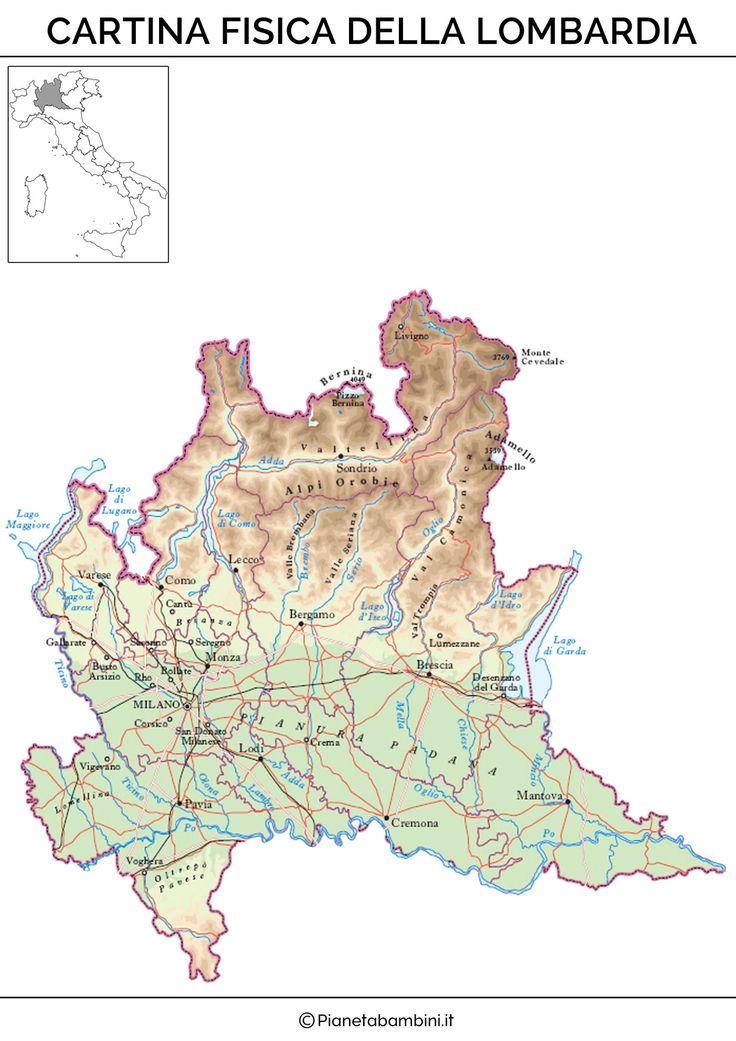 CARTINA FISICA DELLA LOMBARDIA
Livigno
3769
Monte
Cevedale
Bernina
4049
Pizzo
Bernina
Valtellina
Adamello
3539
Adamello
Adda
Sondrio
Alpi Orobie
Lago
Maggiore
Lago
di
Lugano
Lago
di Como
Valle Brembana
Brembo
Valle Seriana
Serio
Oglio
Val Camonica
Lecco
Varese
Como
Lago di
Varese
Cantù
Brianza
Bergamo
Lago
d'Iseo
Val Trompia
Lago
d'Idro
Lumezzane
Lago
di Garda
Gallarate
Saronno
Seregno
Monza
Busto
Arsizio
Bollate
Rho
Ticino
Brescia
Desenzano
del Garda
MILANO
Corsico
San Donato
Milanese
PIANURA PADANA
Mella
Chiese
Crema
Lodi
Vigevano
Adda
Mincio
Lomellina
Ticino
Olona
Lambro
Oglio
Mantova
Pavia
Cremona
Po
Po
Voghera
Oltrepò
Pavese
©Pianetabambini.it